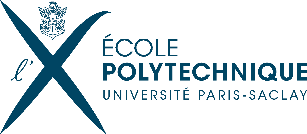 l'X
ÉCOLE
POLYTECHNIQUE
UNIVERSITÉ PARIS-SACLAY